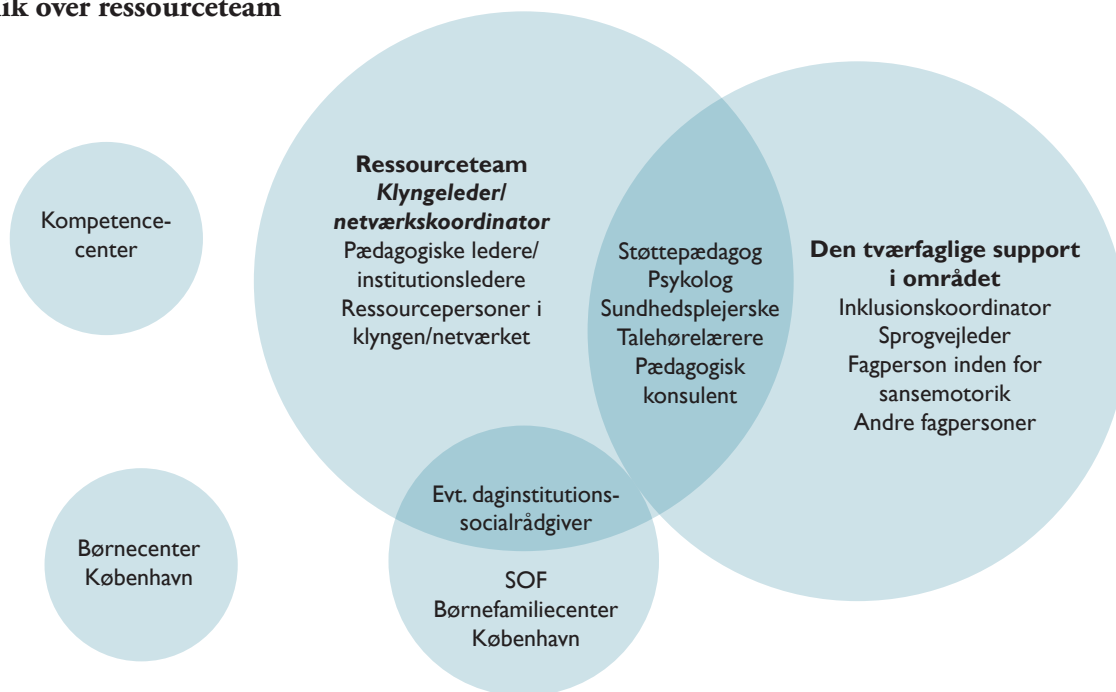 ik over ressourceteam
Kompetence-
center
Ressourceteam
Klyngeleder/
netværkskoordinator
Pædagogiske ledere/
institutionsledere
Ressourcepersoner i
klyngen/netværket
Støttepædagog
Psykolog
Sundhedsplejerske
Talehørelærere
Pædagogisk
konsulent
Den tværfaglige support
i området
Inklusionskoordinator
Sprogvejleder
Fagperson inden for
sansemotorik
Andre fagpersoner
Evt. daginstitutions-
socialrådgiver
Børnecenter
København
SOF
Børnefamiliecenter
København